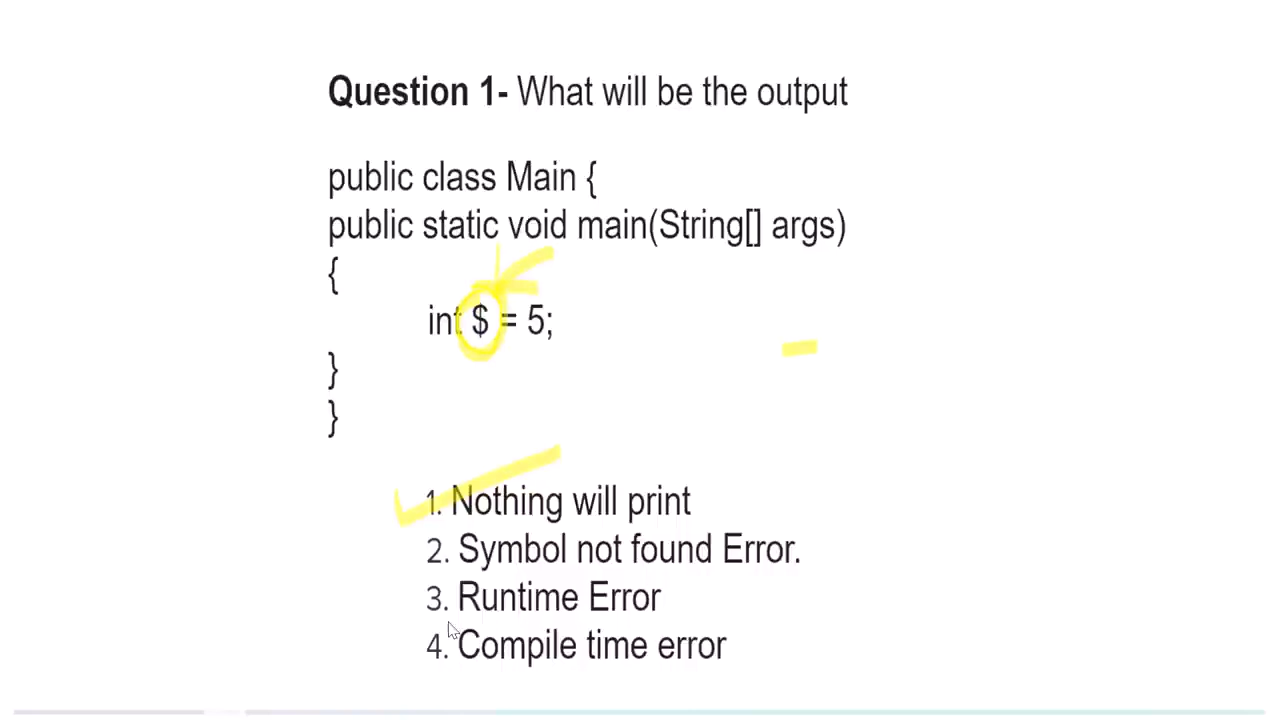 Question 1- What will be the output
public class Main {
public static void main(String[] args)
{
int $ = 5;
}
}
1. Nothing will print
2. Symbol not found Error.
3. Runtime Error
4. Compile time error